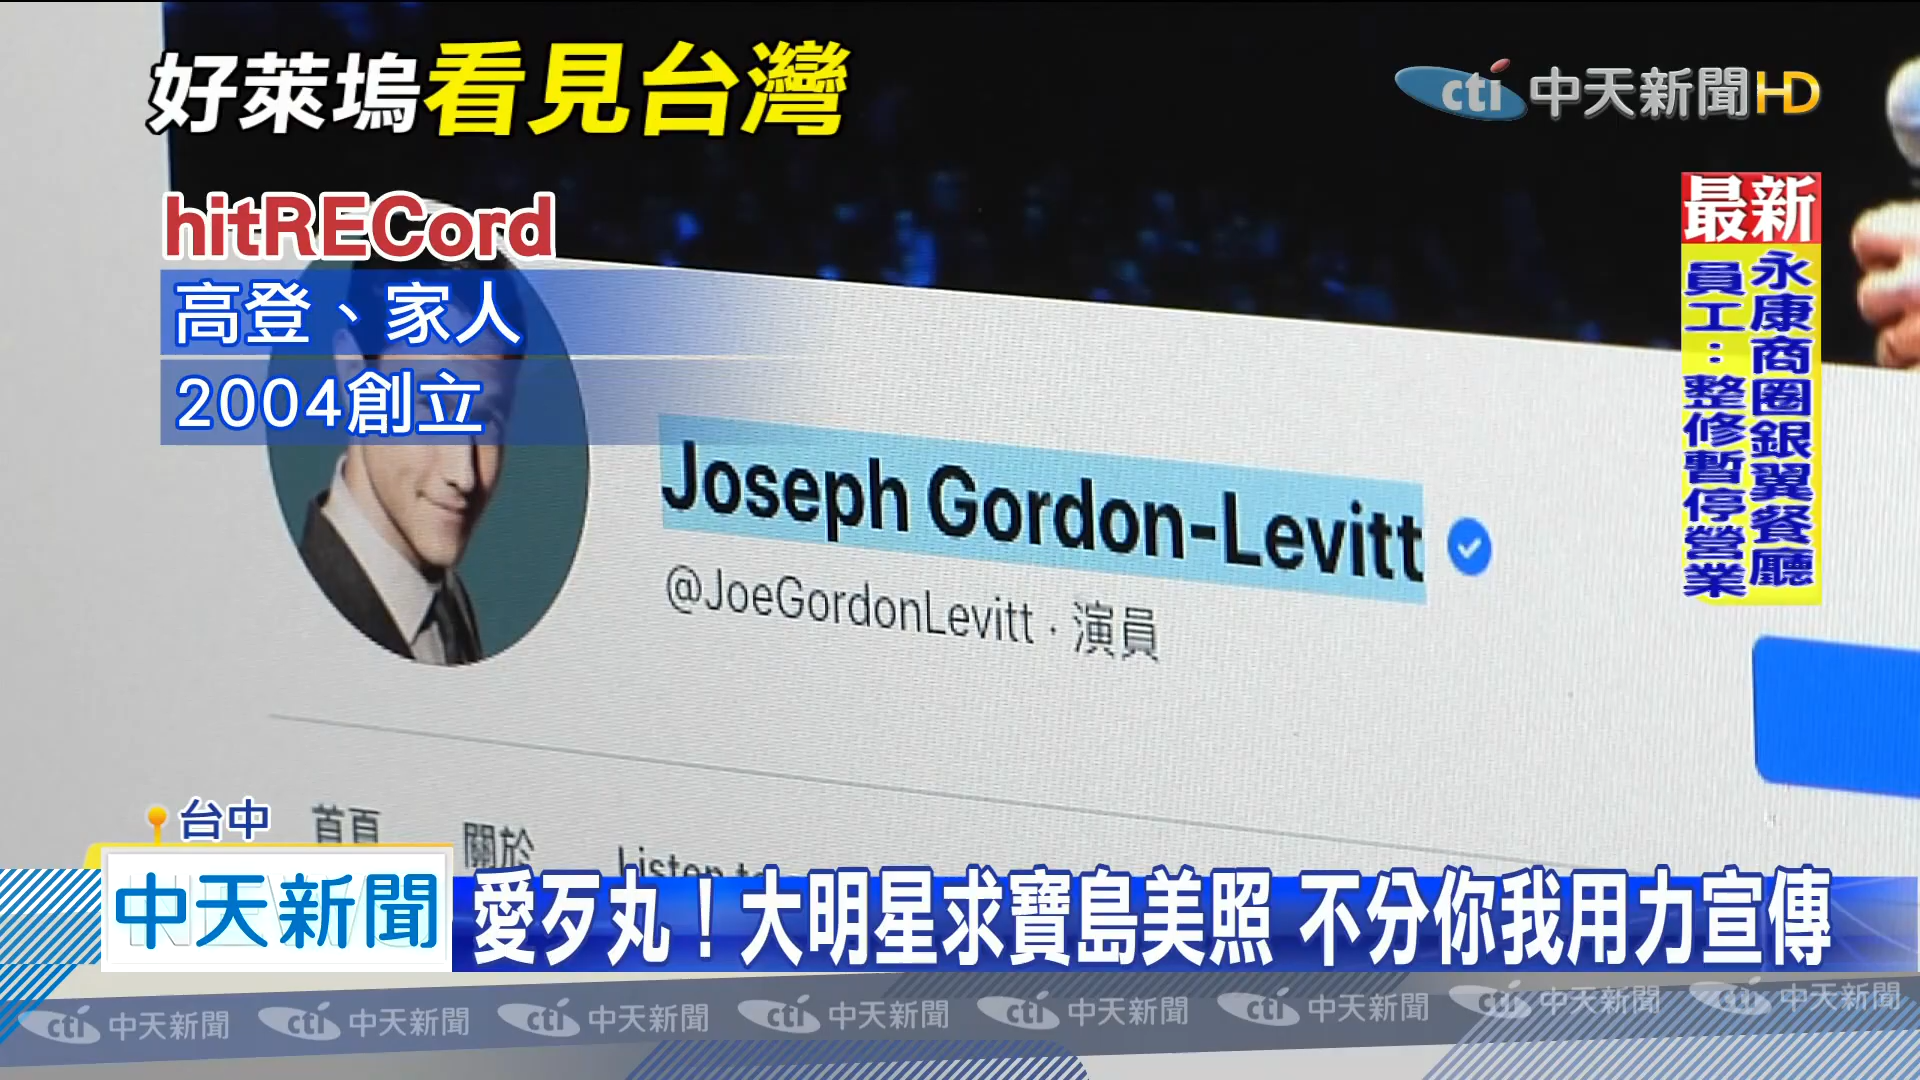 好萊塢看見台灣
cti 中天新聞HD
hitRECord
高登、家人
2004創立
最新
永康商圈銀翼餐廳
員工：整修暫停營業
Joseph Gordon-Levitt
@JoeGordonLevitt · 演員
台中
首頁 關於 Listen to
中天新聞
愛歹丸！大明星求寶島美照 不分你我用力宣傳
cti 中天新聞 cti 中天新聞 cti 中天新聞 cti 中天新聞 cti 中天新聞 cti 中天新聞 cti 中天新聞 cti 中天新聞